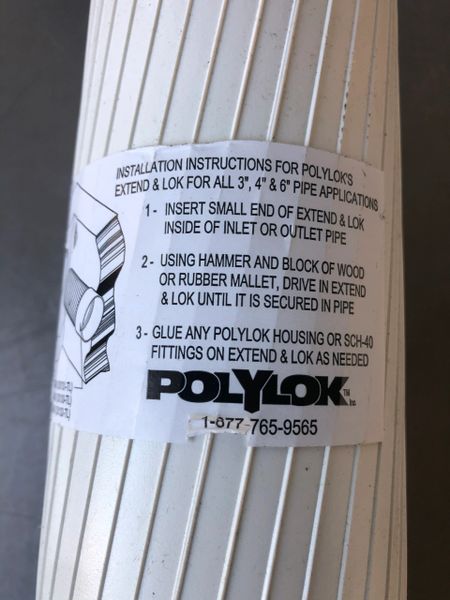 INSTALLATION INSTRUCTIONS FOR POLYLOK'S
EXTEND & LOK FOR ALL 3", 4" & 6" PIPE APPLICATIONS
1- INSERT SMALL END OF EXTEND & LOK
INSIDE OF INLET OR OUTLET PIPE
2- USING HAMMER AND BLOCK OF WOOD
OR RUBBER MALLET, DRIVE IN EXTEND
& LOK UNTIL IT IS SECURED IN PIPE
3- GLUE ANY POLYLOK HOUSING OR SCH-40
FITTINGS ON EXTEND & LOK AS NEEDED
POLYLOK TM Inc.
1-877-765-9565